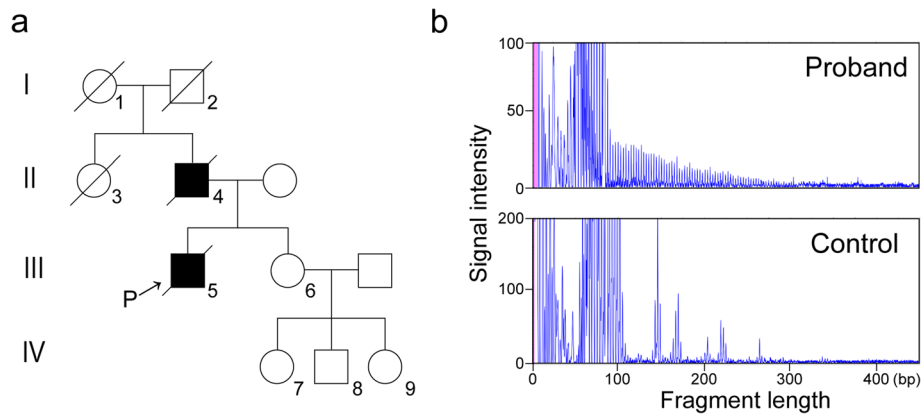 a
I
1
2
II
3
4
III
P
5
6
IV
7
8
9
b
100
50
0
Proband
Signal intensity
200
100
0
Control
0
100
200
300
400 (bp)
Fragment length